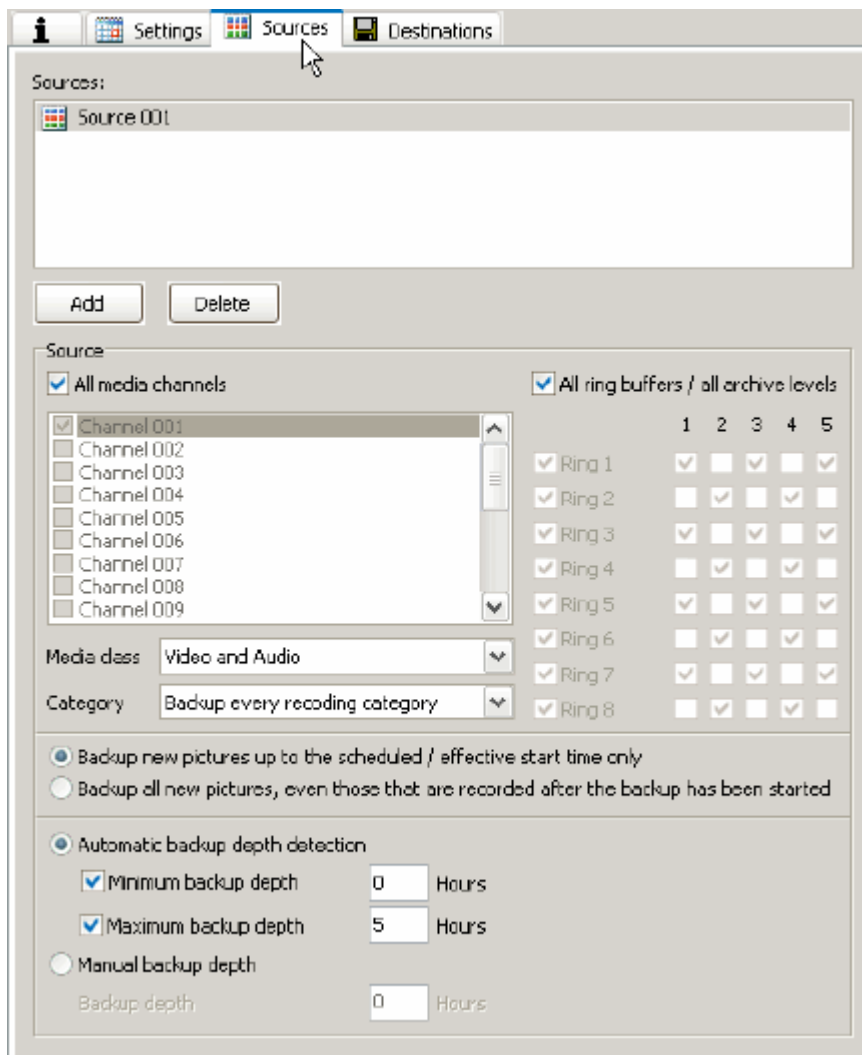 i Settings Sources Destinations
Sources:
Source 001
Add Delete
Source
All media channels
Channel 001
Channel 002
Channel 003
Channel 004
Channel 005
Channel 006
Channel 007
Channel 008
Channel 009
Media class Video and Audio
Category Backup every recoding category
All ring buffers / all archive levels
1 2 3 4 5
Ring 1
Ring 2
Ring 3
Ring 4
Ring 5
Ring 6
Ring 7
Ring 8
Backup new pictures up to the scheduled / effective start time only
Backup all new pictures, even those that are recorded after the backup has been started
Automatic backup depth detection
Minimum backup depth 0 Hours
Maximum backup depth 5 Hours
Manual backup depth
Backup depth 0 Hours